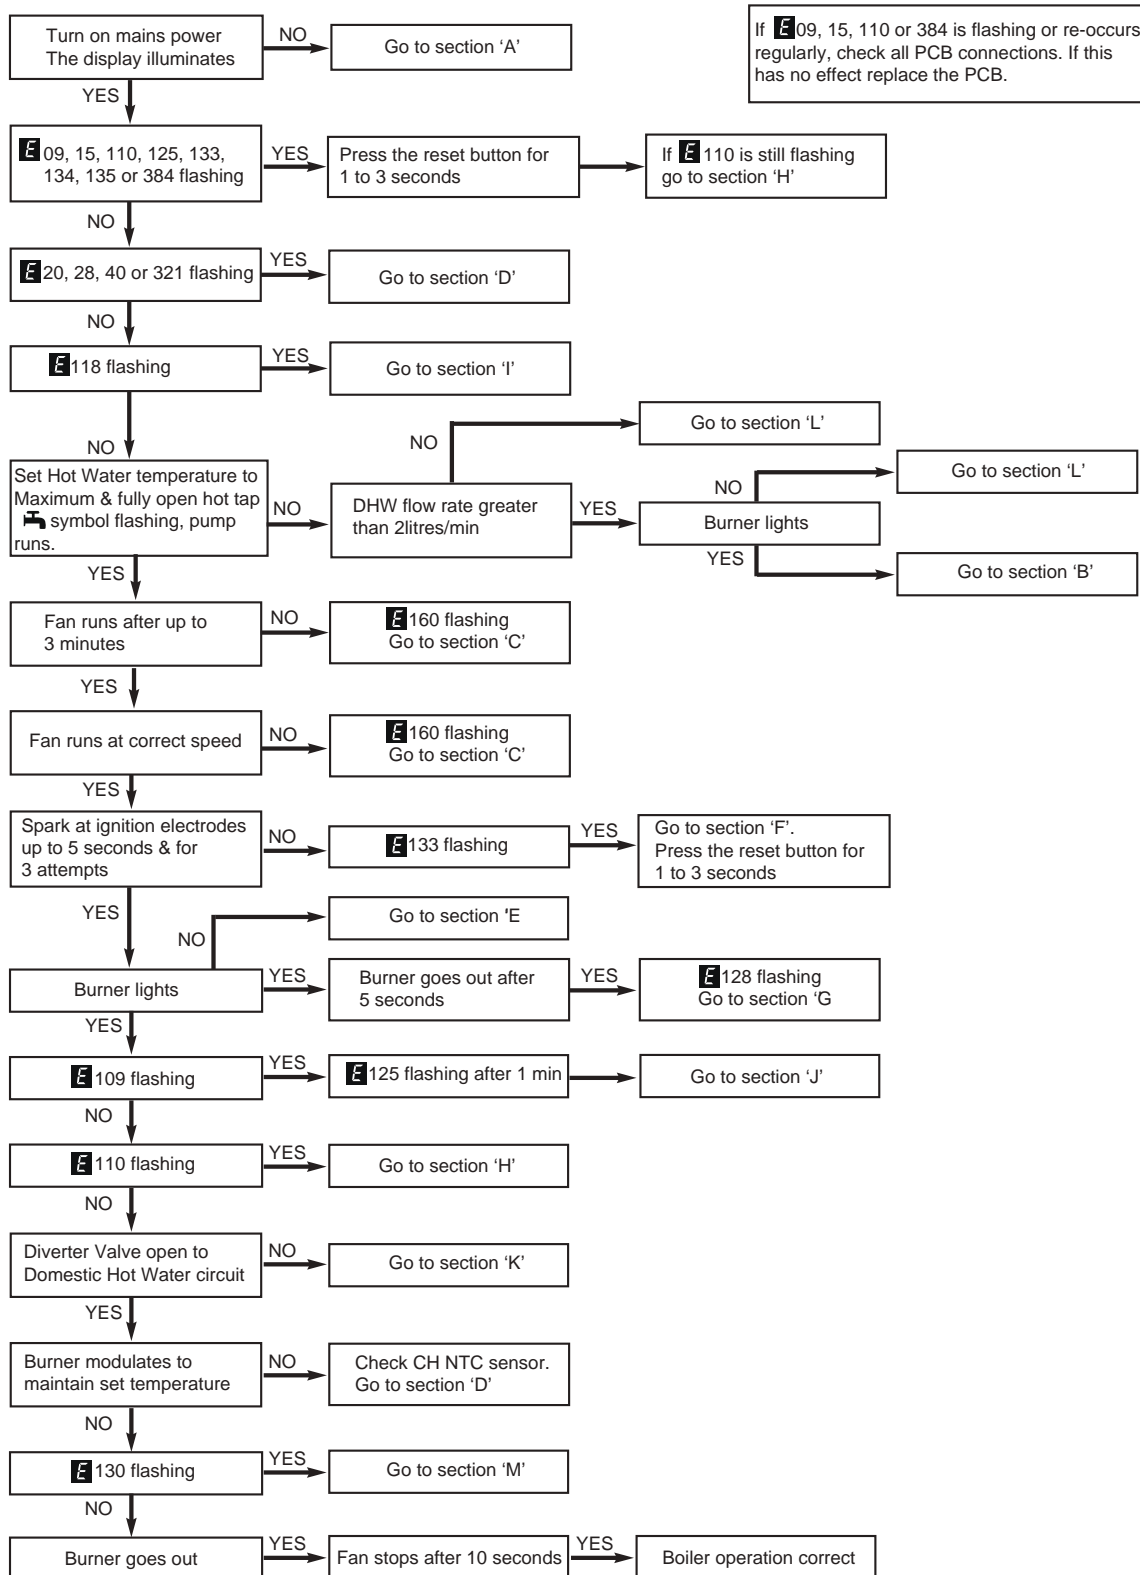 Turn on mains power
The display illuminates
NO
Go to section ‘A’
If E 09, 15, 110 or 384 is flashing or re-occurs
regularly, check all PCB connections. If this
has no effect replace the PCB.
YES
E 09, 15, 110, 125, 133,
134, 135 or 384 flashing
YES
Press the reset button for
1 to 3 seconds
If E 110 is still flashing
go to section ‘H’
NO
E 20, 28, 40 or 321 flashing
YES
Go to section ‘D’
NO
E 118 flashing
YES
Go to section ‘I’
NO
Set Hot Water temperature to
Maximum & fully open hot tap
symbol flashing, pump
runs.
NO
DHW flow rate greater
than 2litres/min
NO
Go to section ‘L’
YES
Burner lights
NO
Go to section ‘L’
YES
Go to section ‘B’
YES
Fan runs after up to
3 minutes
NO
E 160 flashing
Go to section ‘C’
YES
Fan runs at correct speed
NO
E 160 flashing
Go to section ‘C’
YES
Spark at ignition electrodes
up to 5 seconds & for
3 attempts
NO
E 133 flashing
YES
Go to section ‘F’.
Press the reset button for
1 to 3 seconds
YES
NO
Go to section 'E
Burner lights
YES
Burner goes out after
5 seconds
YES
E 128 flashing
Go to section ‘G
YES
E 109 flashing
YES
E 125 flashing after 1 min
Go to section ‘J’
NO
E 110 flashing
YES
Go to section ‘H’
NO
Diverter Valve open to
Domestic Hot Water circuit
NO
Go to section ‘K’
YES
Burner modulates to
maintain set temperature
NO
Check CH NTC sensor.
Go to section ‘D’
NO
E 130 flashing
YES
Go to section ‘M’
NO
Burner goes out
YES
Fan stops after 10 seconds
YES
Boiler operation correct